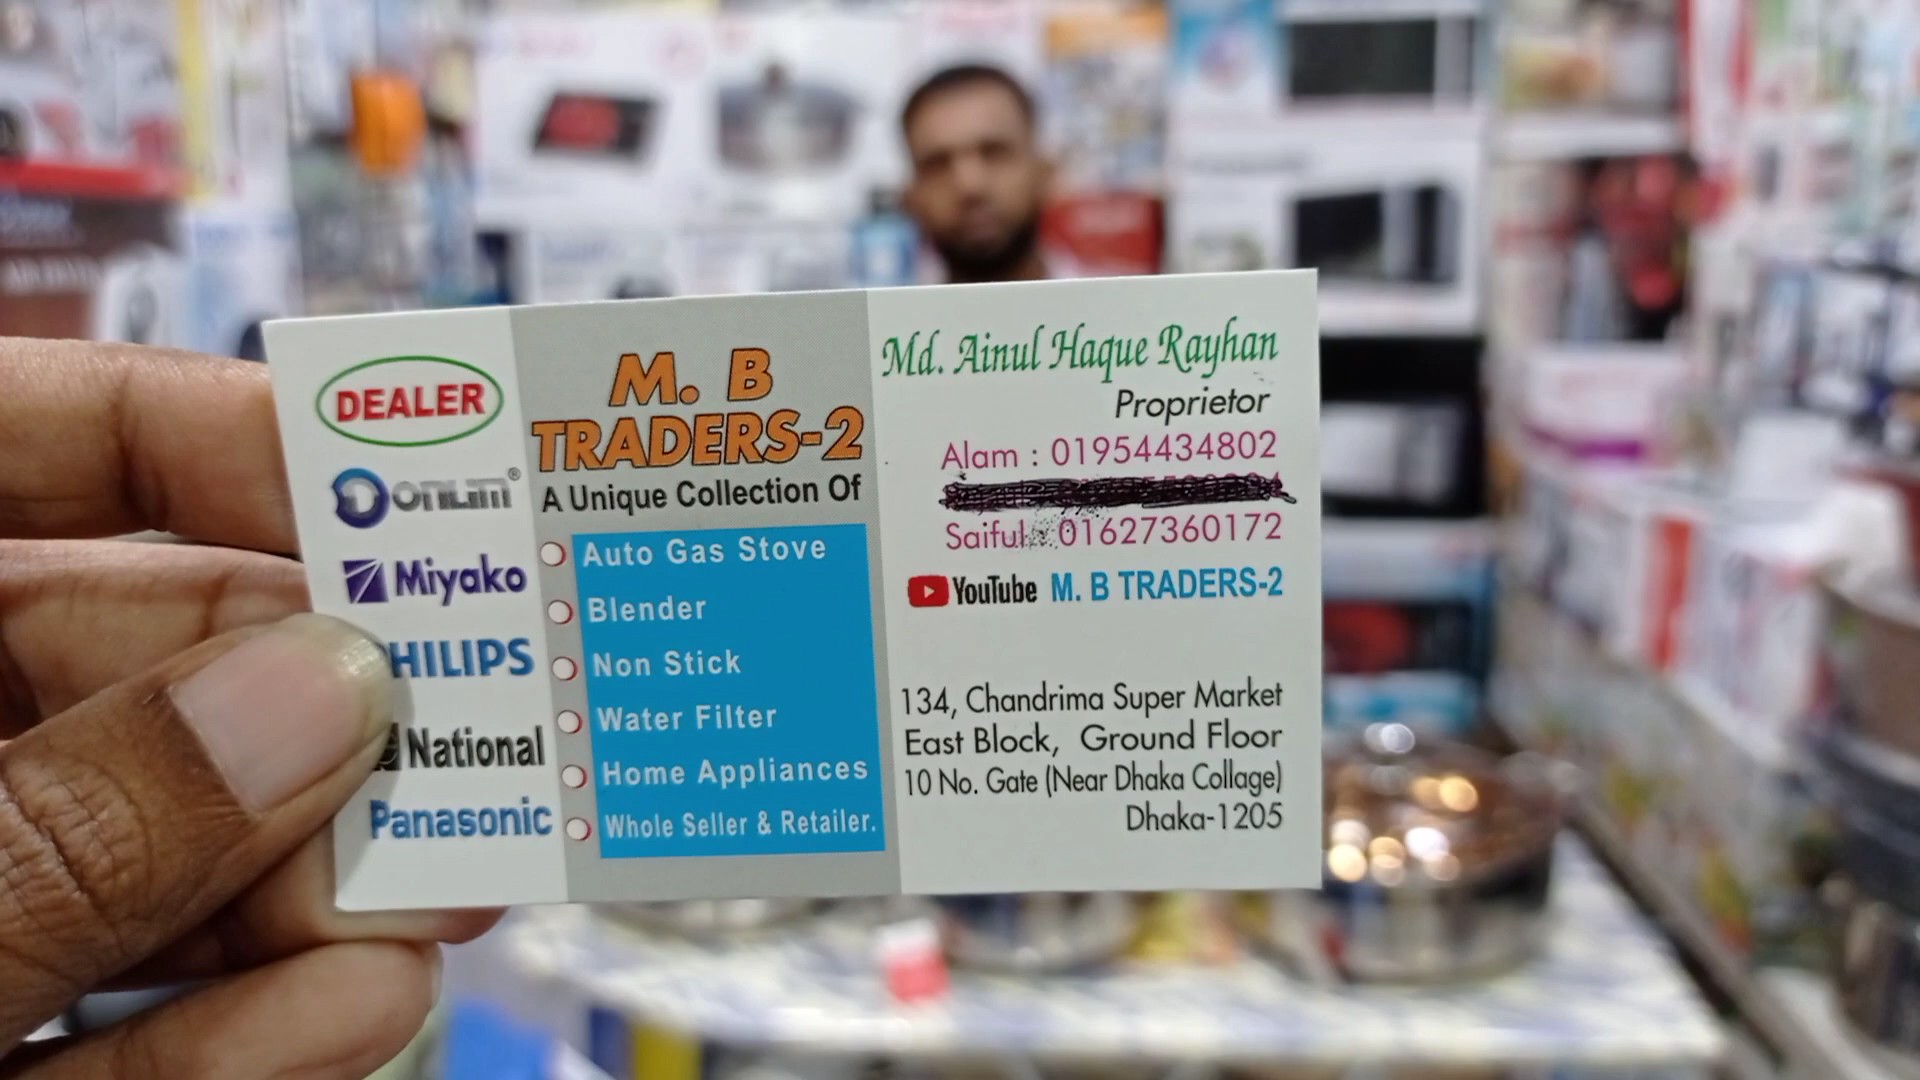 DEALER
ONLIM®
Miyako
PHILIPS
National
Panasonic
M. B
TRADERS-2
A Unique Collection Of
Auto Gas Stove
Blender
Non Stick
Water Filter
Home Appliances
Whole Seller & Retailer.
Md. Ainul Haque Rayhan
Proprietor
Alam : 01954434802
Saiful : 01627360172
YouTube M. B TRADERS-2
134, Chandrima Super Market
East Block, Ground Floor
10 No. Gate (Near Dhaka Collage)
Dhaka-1205